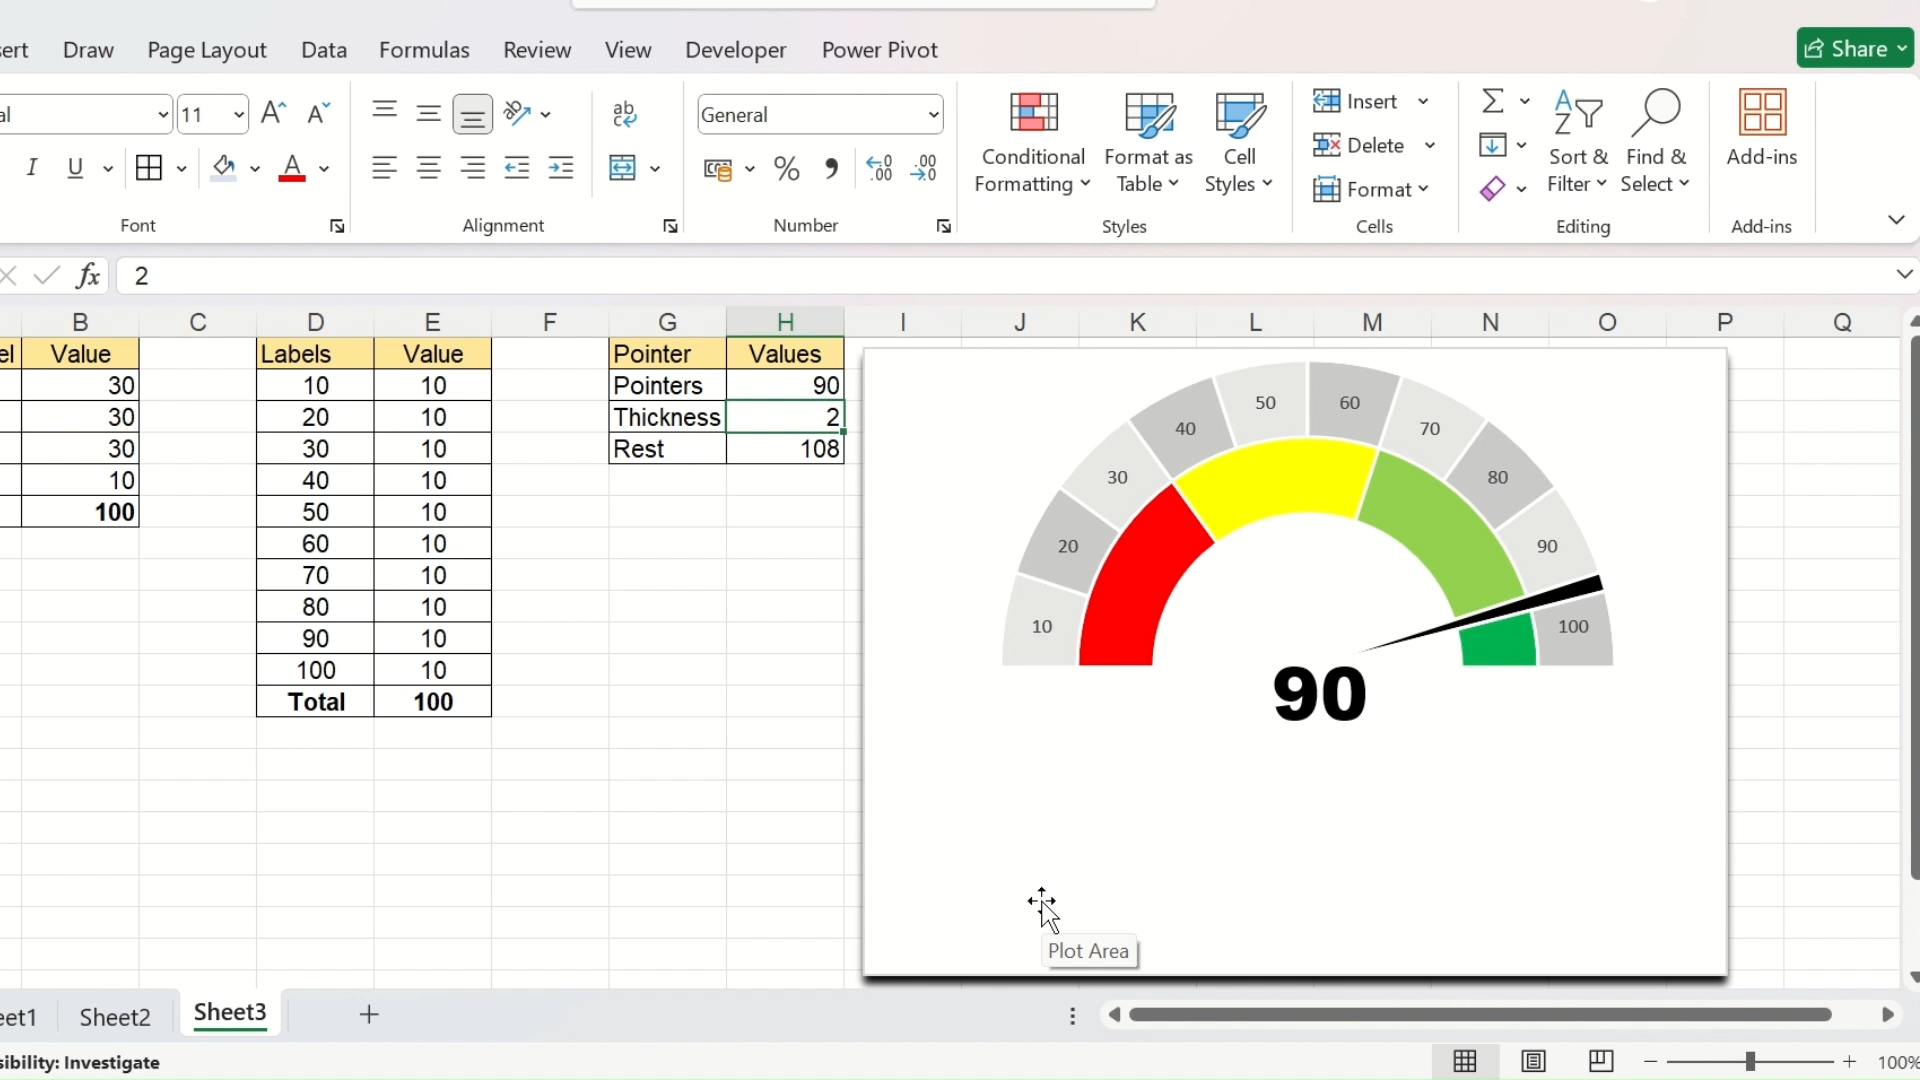 ert Draw Page Layout Data Formulas Review View Developer Power Pivot Share
al 11 A A ab General Insert
Conditional Formatting Format as Table Cell Styles Delete Sort & Filter Find & Select Add-ins
I U A % , .00 .00 Format
Font Alignment Number Styles Cells Editing Add-ins
fx 2
B C D E F G H I J K L M N O P Q
el Value Labels Value Pointer Values
30 10 10 Pointers 90
30 20 10 Thickness 2
30 30 10 Rest 108
10 40 10
100 50 10
60 10
70 10
80 10
90 10
100 10
Total 100
10 20 30 40 50 60 70 80 90 100
90
Plot Area
eet1 Sheet2 Sheet3 +
sibility: Investigate 100%